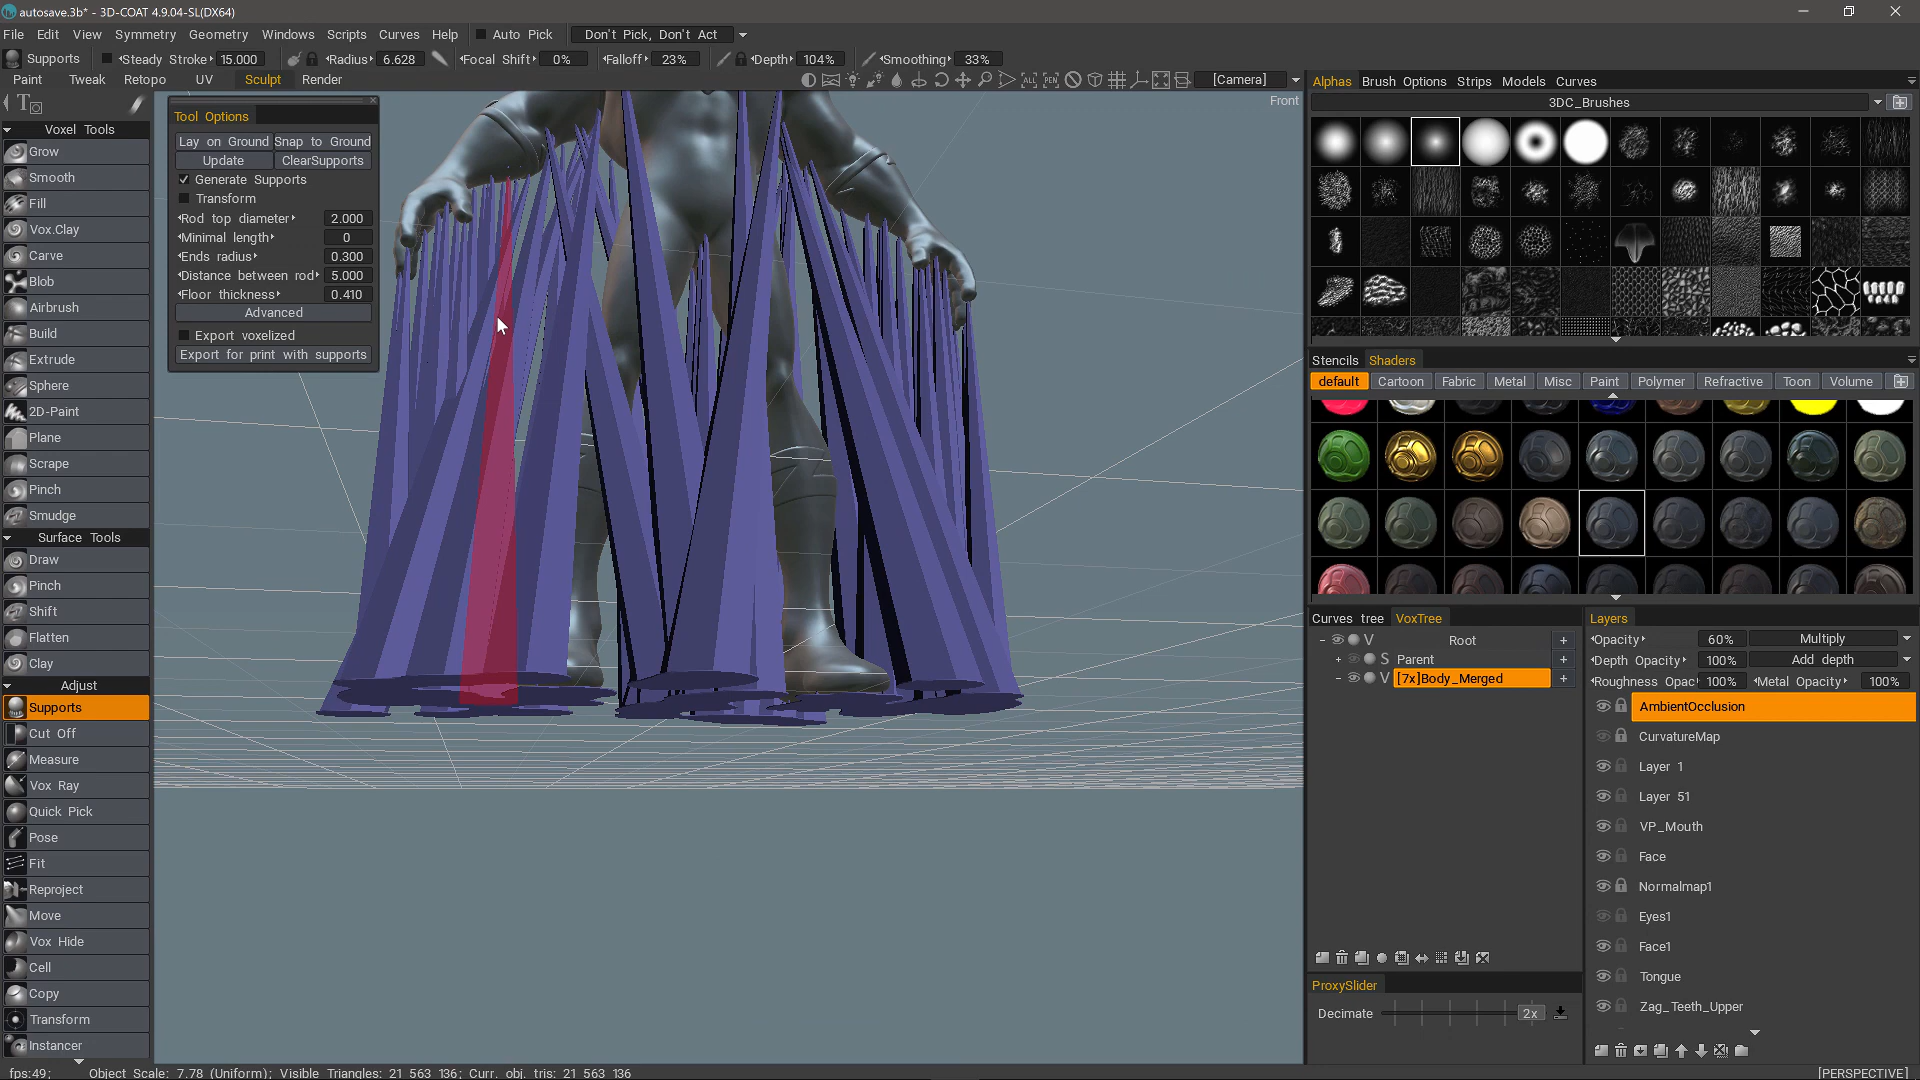 autosave.3b* - 3D-COAT 4.9.04-SL(DX64)
File Edit View Symmetry Geometry Windows Scripts Curves Help Auto Pick Don't Pick, Don't Act
Supports Steady Stroke 15.000 Radius 6.628 Focal Shift 0% Falloff 23% Depth 104% Smoothing 33%
Paint Tweak Retopo UV Sculpt Render [Camera]
Front
Voxel Tools
Grow
Smooth
Fill
Vox.Clay
Carve
Blob
Airbrush
Build
Extrude
Sphere
2D-Paint
Plane
Scrape
Pinch
Smudge
Surface Tools
Draw
Pinch
Shift
Flatten
Clay
Adjust
Supports
Cut Off
Measure
Vox Ray
Quick Pick
Pose
Fit
Reproject
Move
Vox Hide
Cell
Copy
Transform
Instancer
Tool Options
Lay on Ground Snap to Ground
Update ClearSupports
Generate Supports
Transform
Rod top diameter 2.000
Minimal length 0
Ends radius 0.300
Distance between rod 5.000
Floor thickness 0.410
Advanced
Export voxelized
Export for print with supports
Alphas Brush Options Strips Models Curves
3DC_Brushes
Stencils Shaders
default Cartoon Fabric Metal Misc Paint Polymer Refractive Toon Volume
Curves tree VoxTree
V Root +
+ S Parent +
- V [7x]Body_Merged +
ProxySlider
Decimate 2x
Layers
Opacity 60% Multiply
Depth Opacity 100% Add depth
Roughness Opac 100% Metal Opacity 100%
AmbientOcclusion
CurvatureMap
Layer 1
Layer 51
VP_Mouth
Face
Normalmap1
Eyes1
Face1
Tongue
Zag_Teeth_Upper
fps:49; Object Scale: 7.78 (Uniform); Visible Triangles: 21 563 136; Curr. obj. tris: 21 563 136 [PERSPECTIVE]